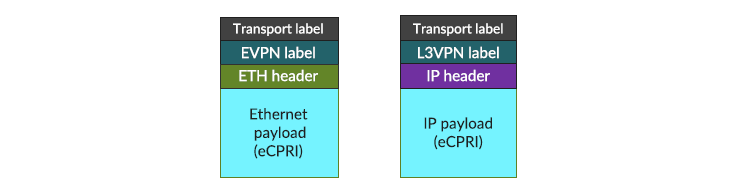 Transport label
EVPN label
ETH header
Ethernet
payload
(eCPRI)
Transport label
L3VPN label
IP header
IP payload
(eCPRI)